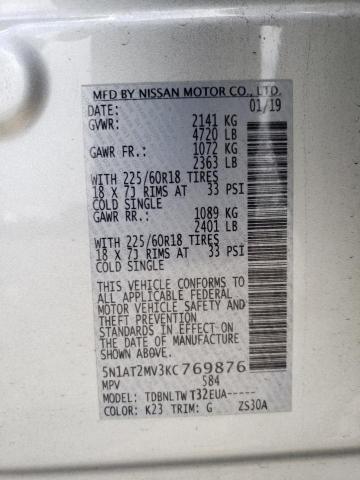 MFD BY NISSAN MOTOR CO., LTD.
DATE: 01/19
GVWR: 2141 KG
4720 LB
GAWR FR.: 1072 KG
2363 LB
WITH 225/60R18 TIRES
18 X 7J RIMS AT 33 PSI
COLD SINGLE
GAWR RR.: 1089 KG
2401 LB
WITH 225/60R18 TIRES
18 X 7J RIMS AT 33 PSI
COLD SINGLE
THIS VEHICLE CONFORMS TO
ALL APPLICABLE FEDERAL
MOTOR VEHICLE SAFETY
AND THEFT PREVENTION
STANDARDS IN EFFECT ON
THE DATE OF MANUFACTURE
SHOWN ABOVE.
5N1AT2MV3KC769876
MPV 584
MODEL: TDBNLTWT32EUA-----
COLOR: K23 TRIM: G ZS30A